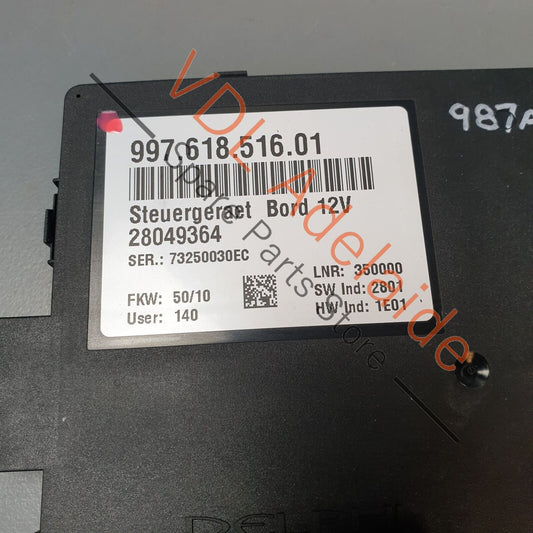 997.618.516.01
987A
Steuergeraet Bord 12V
28049364
SER.: 73250030EC
LNR: 350000
FKW: 50/10
SW Ind: 2801
User: 140
HW Ind: 1E01
VDL Adelaide
Spare Parts Store